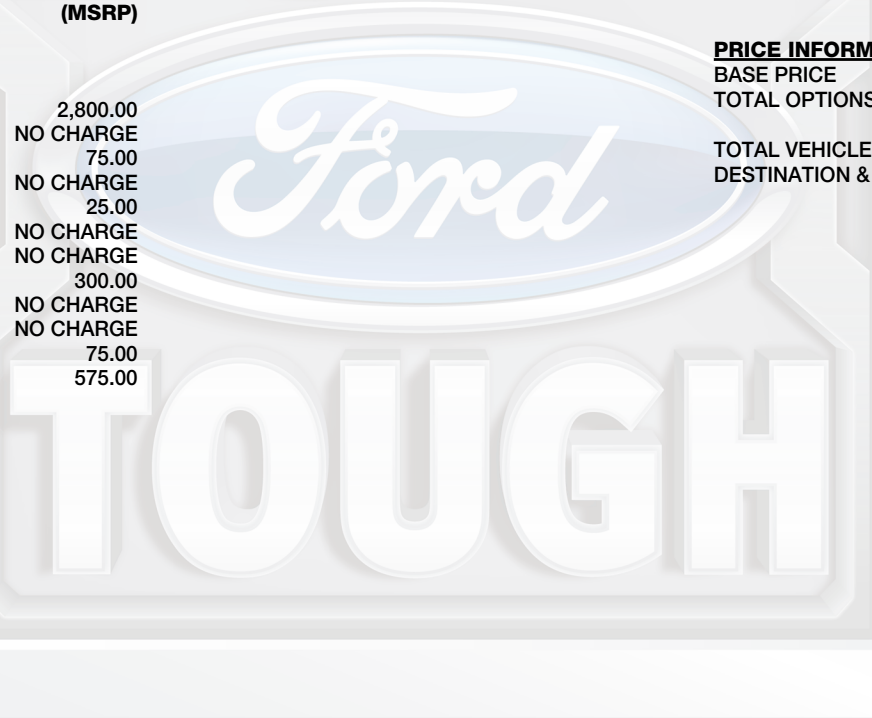 (MSRP)
2,800.00
NO CHARGE
75.00
NO CHARGE
25.00
NO CHARGE
NO CHARGE
300.00
NO CHARGE
NO CHARGE
75.00
575.00
PRICE INFORM
BASE PRICE
TOTAL OPTIONS
TOTAL VEHICLE
DESTINATION &
Ford
TOUGH